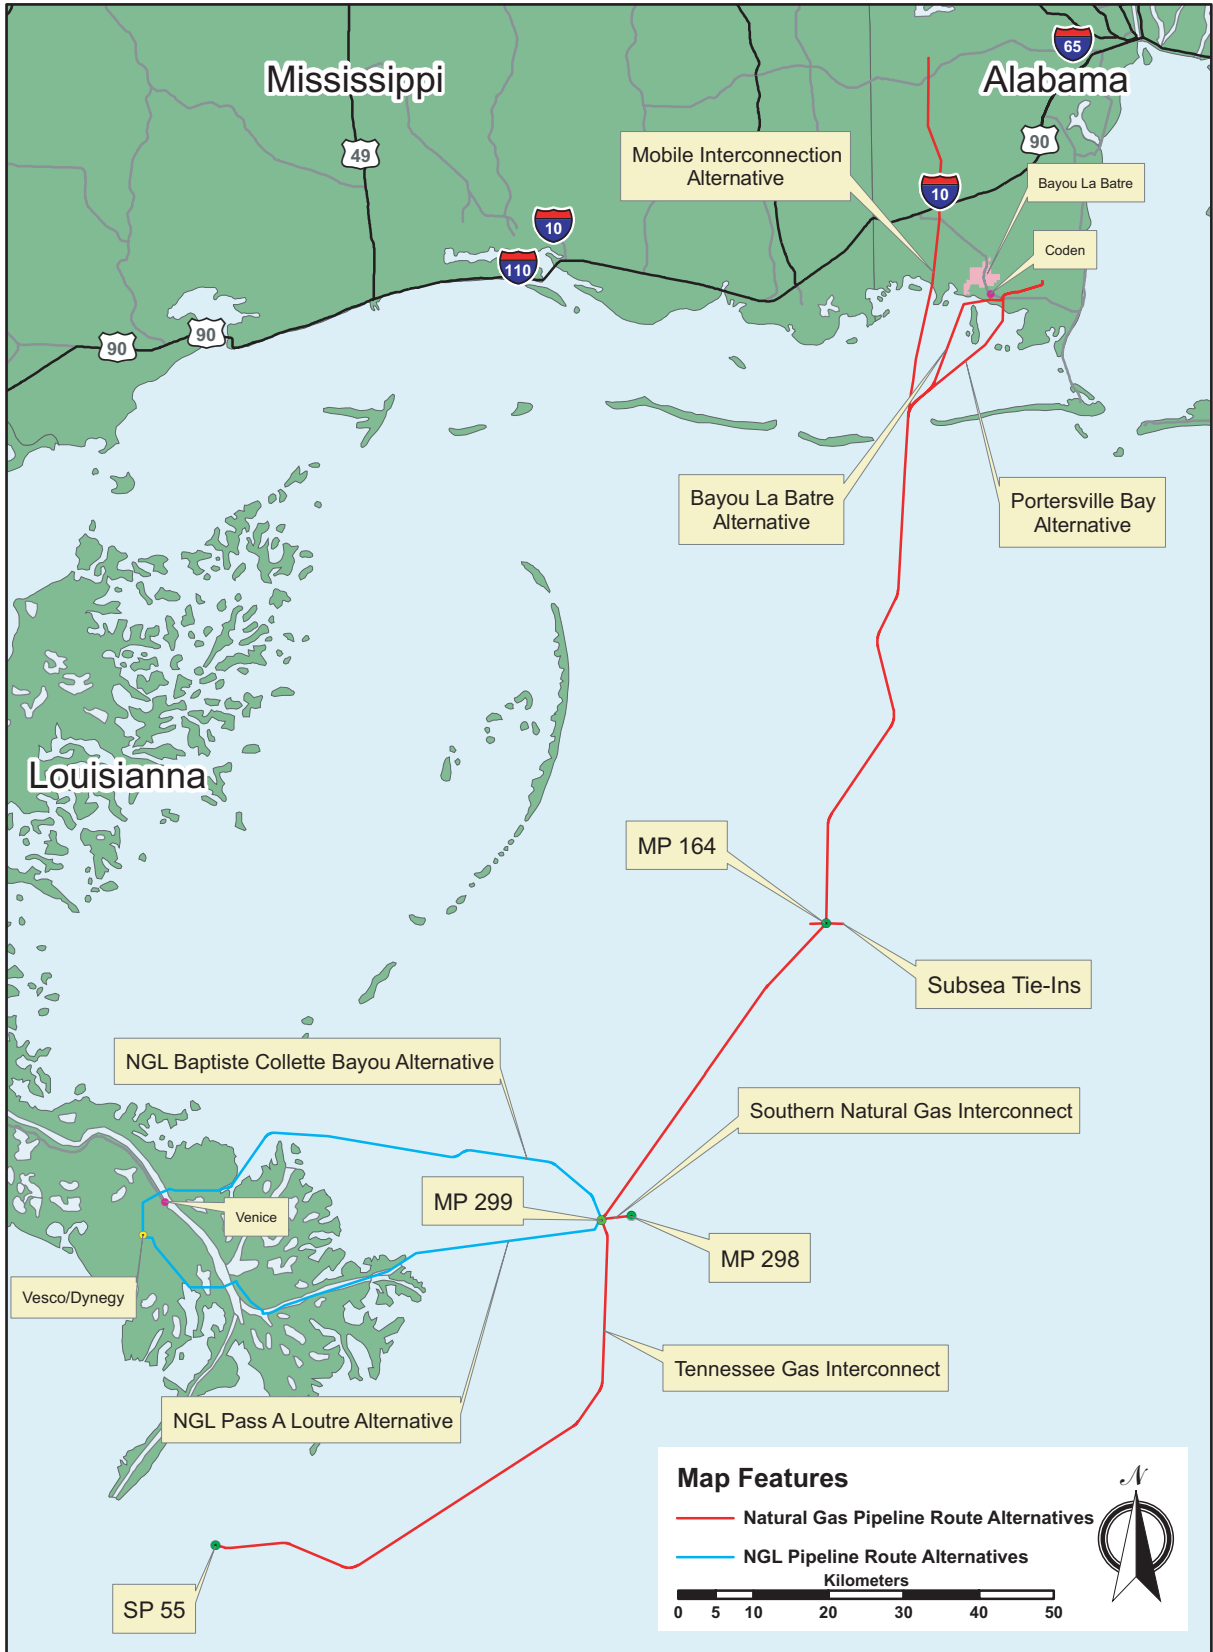 65
Mississippi
Alabama
90
49
Mobile Interconnection
Alternative
Bayou La Batre
10
10
Coden
110
90
90
Bayou La Batre
Alternative
Portersville Bay
Alternative
Louisianna
MP 164
Subsea Tie-Ins
NGL Baptiste Collette Bayou Alternative
Southern Natural Gas Interconnect
MP 299
Venice
MP 298
Vesco/Dynegy
Tennessee Gas Interconnect
NGL Pass A Loutre Alternative
SP 55
Map Features
N
Natural Gas Pipeline Route Alternatives
NGL Pipeline Route Alternatives
Kilometers
0 5 10 20 30 40 50